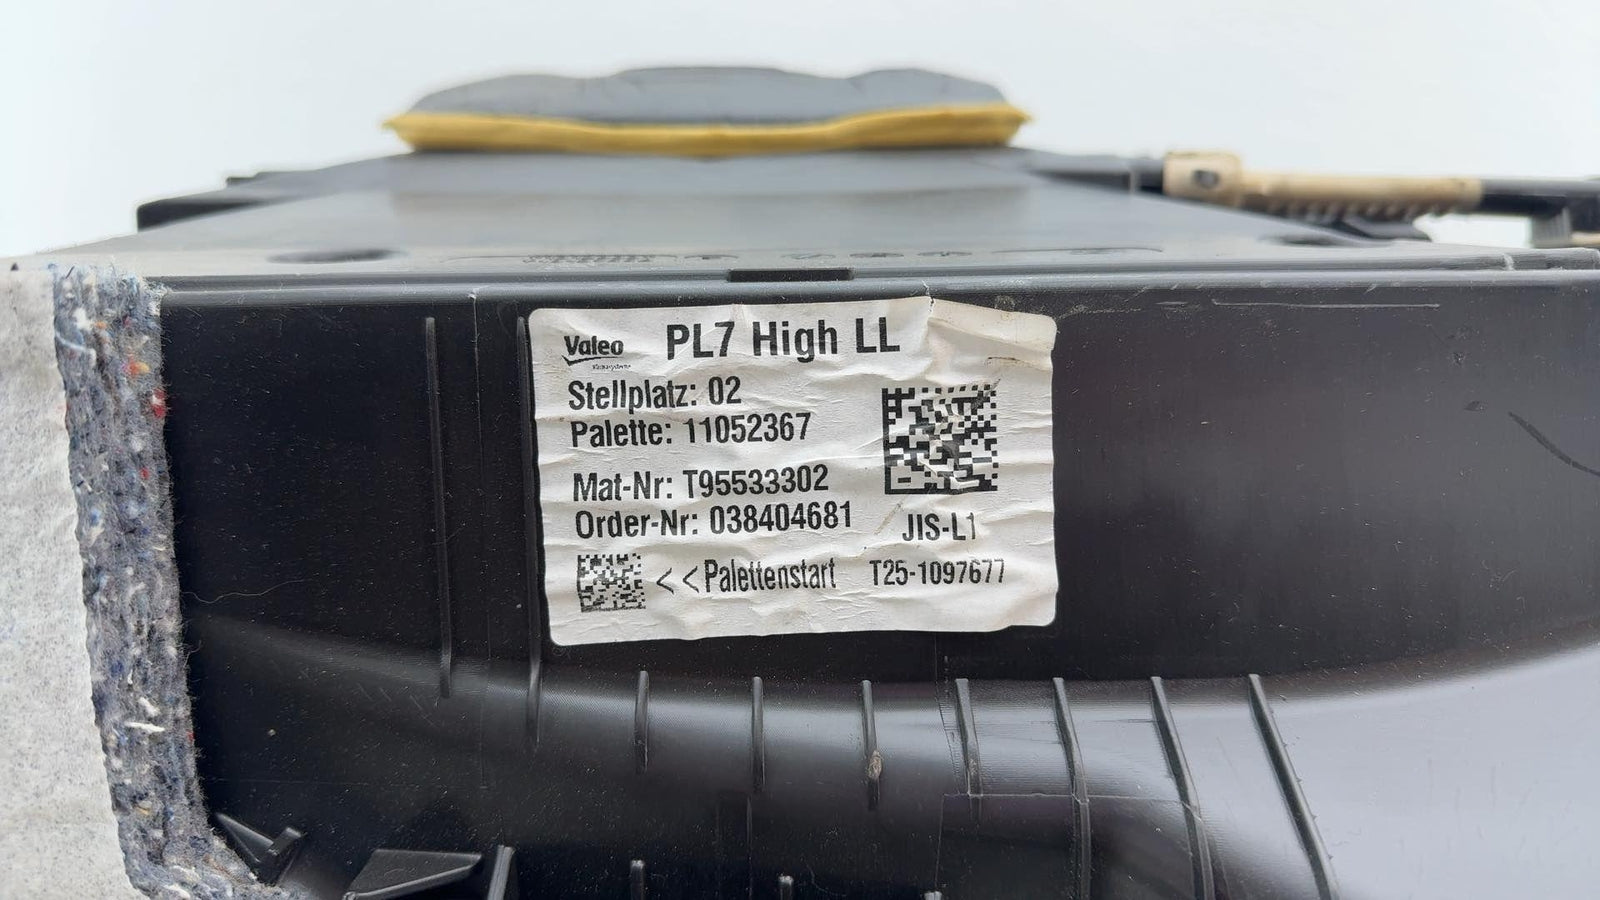 Valeo PL7 High LL
Stellplatz: 02
Palette: 11052367
Mat-Nr: T95533302
Order-Nr: 038404681
JIS-L1
<<Palettenstart T25-1097677